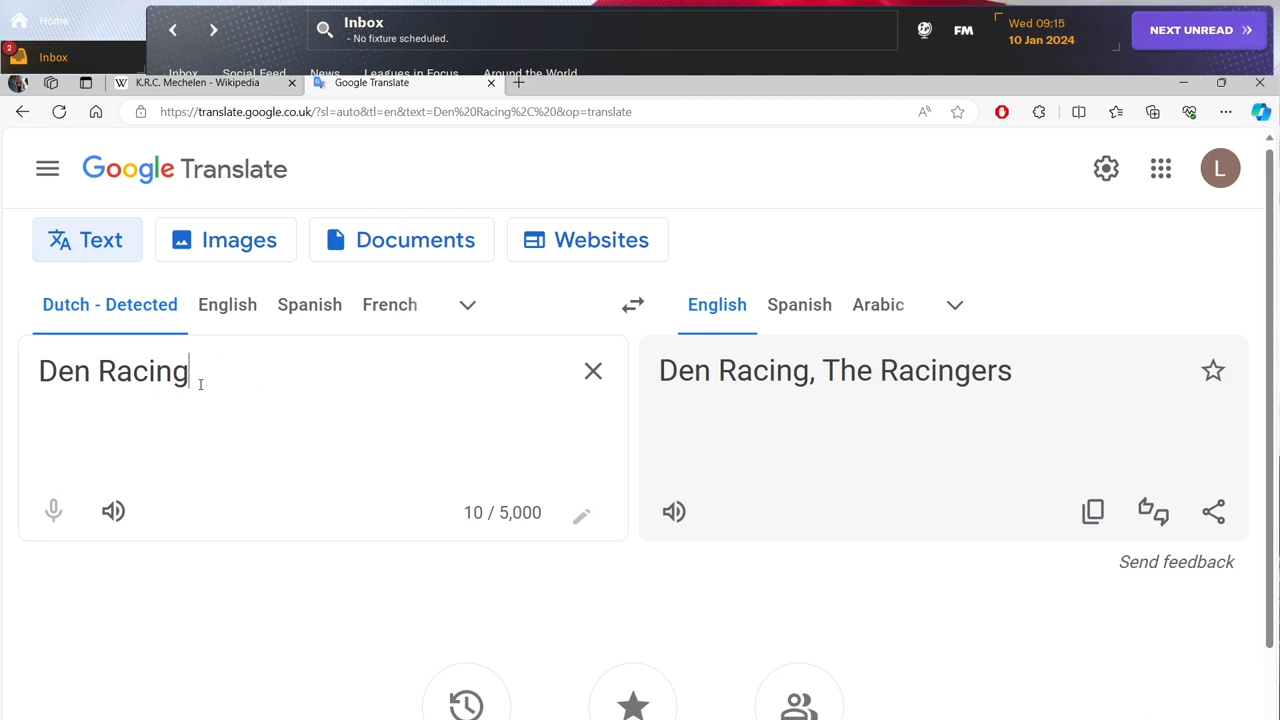 Home
Inbox
- No fixture scheduled.
FM
Wed 09:15
10 Jan 2024
NEXT UNREAD
2
Inbox
Inbox Social Feed News Leagues in Focus Around the World
K.R.C. Mechelen - Wikipedia
Google Translate
https://translate.google.co.uk/?sl=auto&tl=en&text=Den%20Racing%2C%20&op=translate
Google Translate
L
Text
Images
Documents
Websites
Dutch - Detected English Spanish French
English Spanish Arabic
Den Racing
Den Racing, The Racingers
10 / 5,000
Send feedback